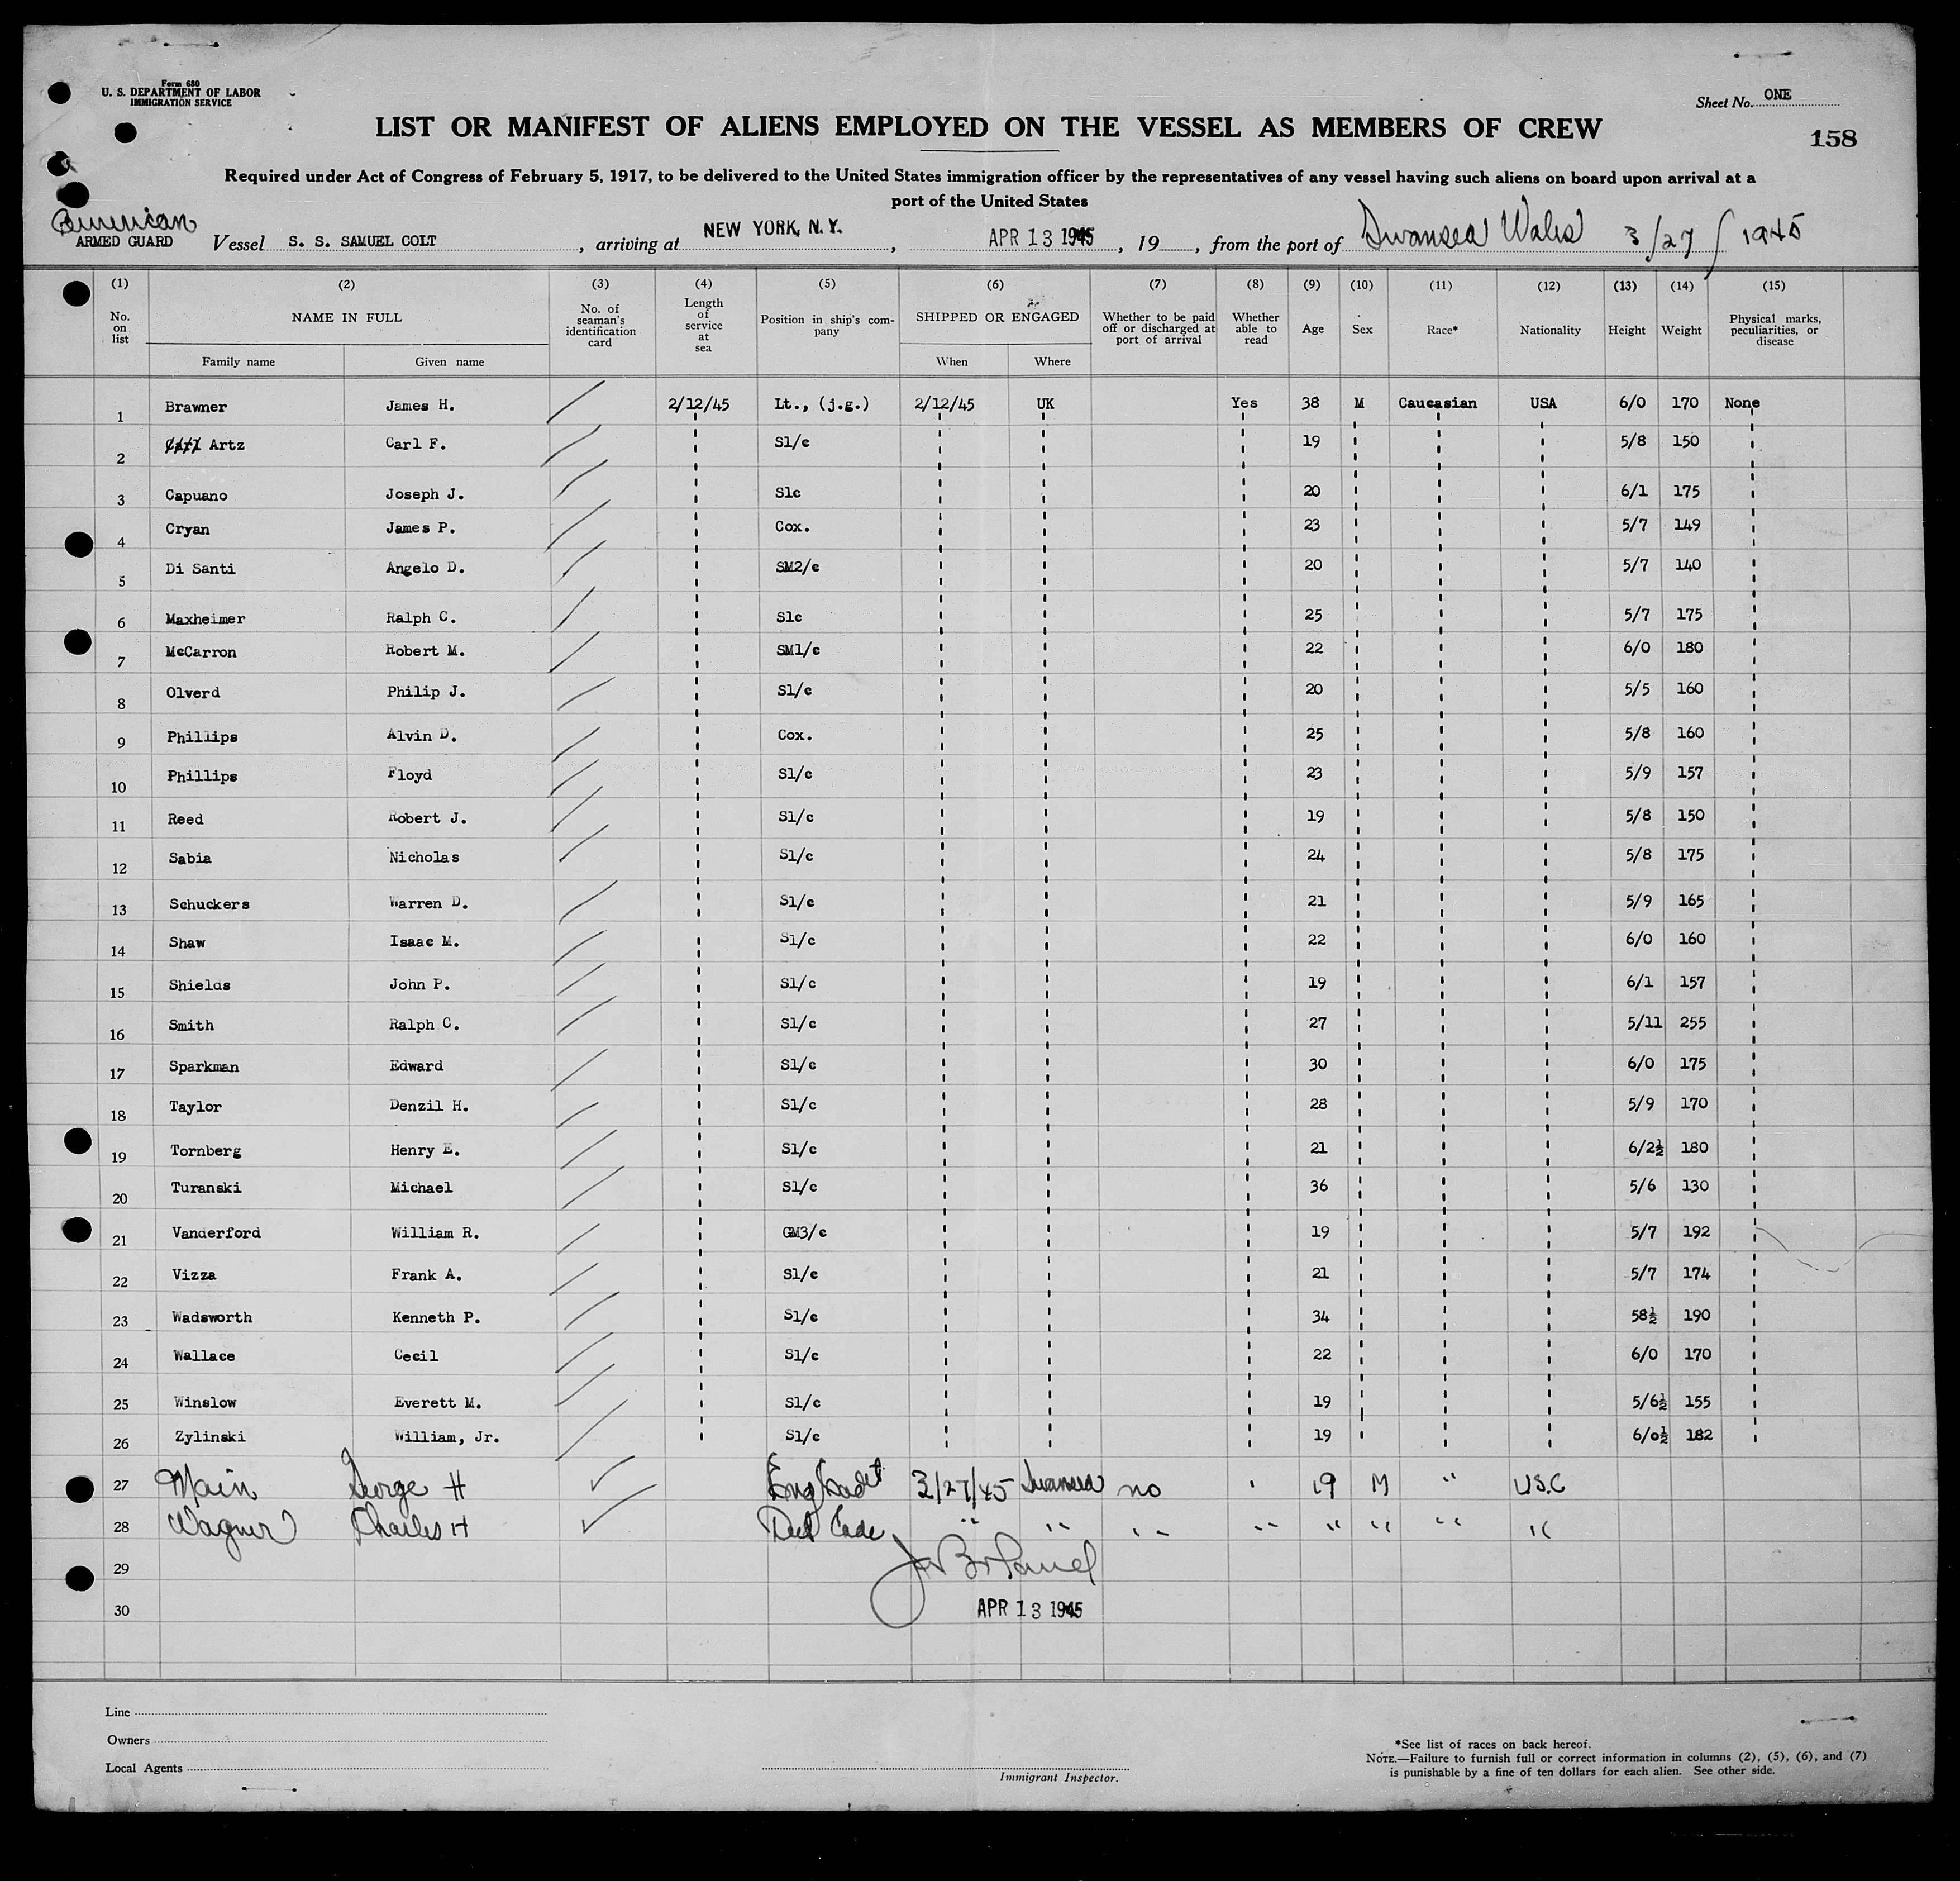 Form 680
U. S. DEPARTMENT OF LABOR
IMMIGRATION SERVICE
Sheet No. ONE
LIST OR MANIFEST OF ALIENS EMPLOYED ON THE VESSEL AS MEMBERS OF CREW
158
Required under Act of Congress of February 5, 1917, to be delivered to the United States immigration officer by the representatives of any vessel having such aliens on board upon arrival at a
port of the United States
American
ARMED GUARD Vessel S. S. SAMUEL COLT , arriving at NEW YORK, N. Y. , APR 13 1945 , 19 , from the port of Swansea Wales 3/27/1945
(1) (2) (3) (4) (5) (6) (7) (8) (9) (10) (11) (12) (13) (14) (15)
No. on list NAME IN FULL Family name Given name No. of seaman's identification card Length of service at sea Position in ship's company SHIPPED OR ENGAGED When Where Whether to be paid off or discharged at port of arrival Whether able to read Age Sex Race* Nationality Height Weight Physical marks, peculiarities, or disease
1 Brawner James H. 2/12/45 Lt., (j.g.) 2/12/45 UK Yes 38 M Caucasian USA 6/0 170 None
2 Artz Carl F. S1/c 19 5/8 150
3 Capuano Joseph J. S1c 20 6/1 175
4 Cryan James P. Cox. 23 5/7 149
5 Di Santi Angelo D. SM2/c 20 5/7 140
6 Maxheimer Ralph C. S1c 25 5/7 175
7 McCarron Robert M. SM1/c 22 6/0 180
8 Olverd Philip J. S1/c 20 5/5 160
9 Phillips Alvin D. Cox. 25 5/8 160
10 Phillips Floyd S1/c 23 5/9 157
11 Reed Robert J. S1/c 19 5/8 150
12 Sabia Nicholas S1/c 24 5/8 175
13 Schuckers Warren D. S1/c 21 5/9 165
14 Shaw Isaac M. S1/c 22 6/0 160
15 Shields John P. S1/c 19 6/1 157
16 Smith Ralph C. S1/c 27 5/11 255
17 Sparkman Edward S1/c 30 6/0 175
18 Taylor Denzil H. S1/c 28 5/9 170
19 Tornberg Henry E. S1/c 21 6/2½ 180
20 Turanski Michael S1/c 36 5/6 130
21 Vanderford William R. GM3/c 19 5/7 192
22 Vizza Frank A. S1/c 21 5/7 174
23 Wadsworth Kenneth P. S1/c 34 58½ 190
24 Wallace Cecil S1/c 22 6/0 170
25 Winslow Everett M. S1/c 19 5/6½ 155
26 Zylinski William, Jr. S1/c 19 6/0½ 182
27 Main George H Eng Cadet 3/27/45 Swansea no " 19 M " USC
28 Wagner Charles H " " " " " " " "
29
30 APR 13 1945
Line
Owners
Local Agents
Immigrant Inspector.
*See list of races on back hereof.
NOTE.—Failure to furnish full or correct information in columns (2), (5), (6), and (7)
is punishable by a fine of ten dollars for each alien. See other side.